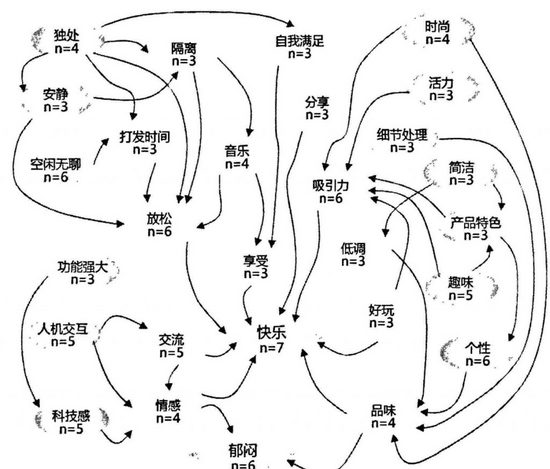 独处
n=4
隔离
n=3
自我满足
n=3
时尚
n=4
安静
n=3
分享
n=3
活力
n=3
打发时间
n=3
细节处理
n=3
空闲无聊
n=6
音乐
n=4
简洁
n=3
吸引力
n=6
放松
n=6
产品特色
n=3
低调
n=3
享受
n=3
功能强大
n=3
趣味
n=5
好玩
n=3
人机交互
n=5
交流
n=5
快乐
n=7
个性
n=6
科技感
n=5
情感
n=4
品味
n=4
郁闷
n=6